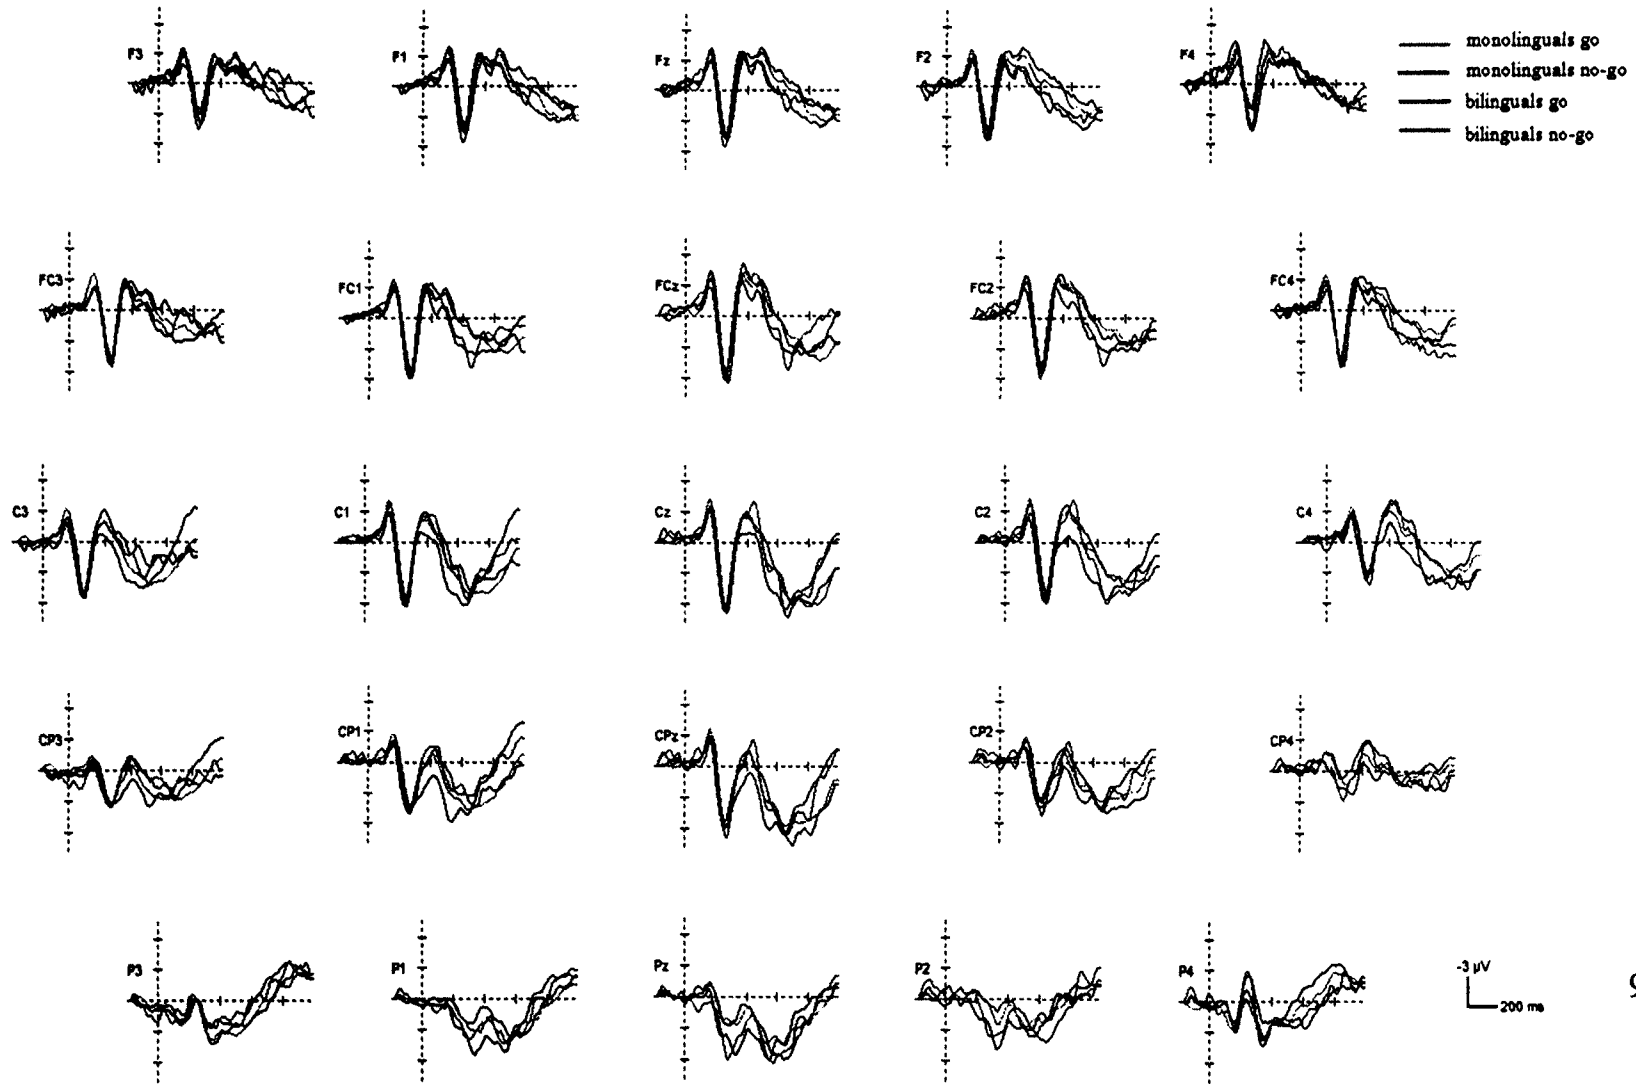 F3
F1
Fz
F2
F4
monolinguals go
monolinguals no-go
bilinguals go
bilinguals no-go
FC3
FC1
FCz
FC2
FC4
C3
C1
Cz
C2
C4
CP3
CP1
CPz
CP2
CP4
P3
P1
Pz
P2
P4
-3 µV
200 ms
9